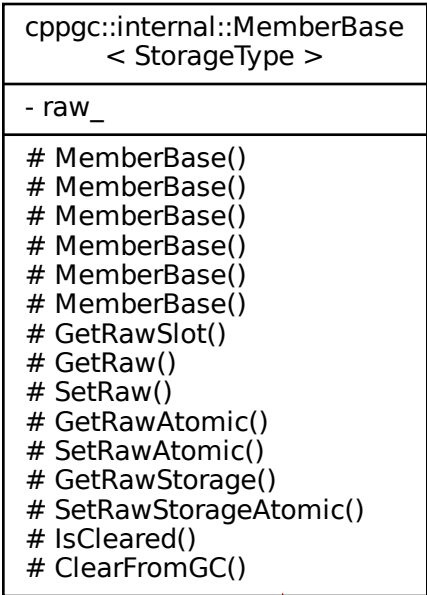 cppgc::internal::MemberBase
< StorageType >
- raw_
# MemberBase()
# MemberBase()
# MemberBase()
# MemberBase()
# MemberBase()
# MemberBase()
# GetRawSlot()
# GetRaw()
# SetRaw()
# GetRawAtomic()
# SetRawAtomic()
# GetRawStorage()
# SetRawStorageAtomic()
# IsCleared()
# ClearFromGC()